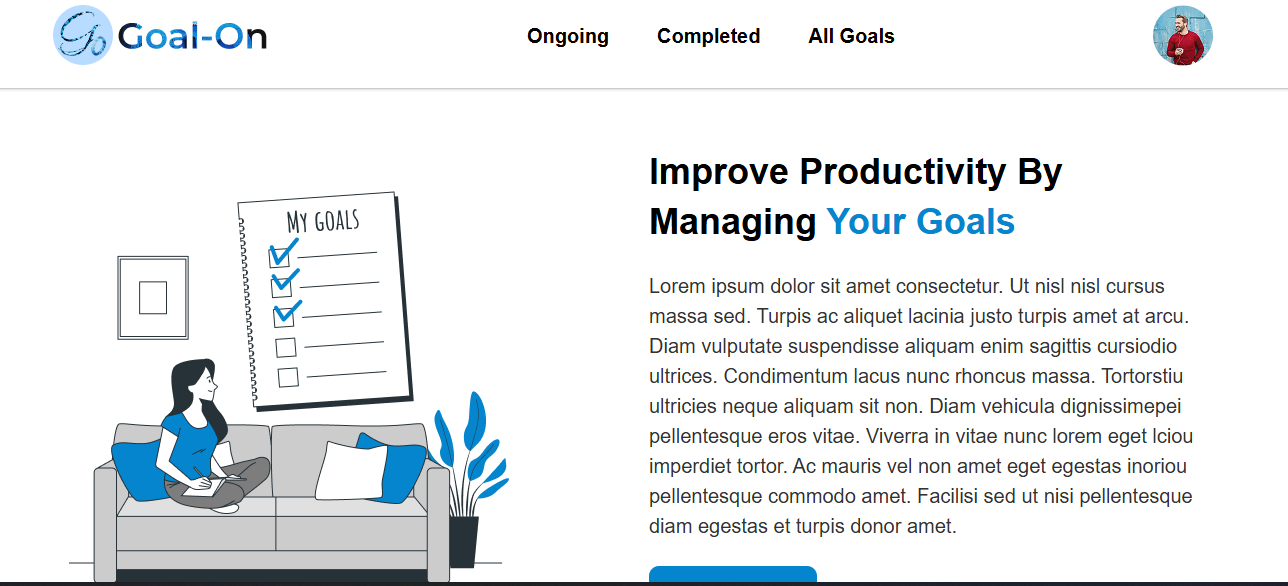 Go
Goal-On
Ongoing
Completed
All Goals
MY GOALS
Improve Productivity By
Managing Your Goals
Lorem ipsum dolor sit amet consectetur. Ut nisl nisl cursus
massa sed. Turpis ac aliquet lacinia justo turpis amet at arcu.
Diam vulputate suspendisse aliquam enim sagittis cursiodio
ultrices. Condimentum lacus nunc rhoncus massa. Tortorstiu
ultricies neque aliquam sit non. Diam vehicula dignissimepei
pellentesque eros vitae. Viverra in vitae nunc lorem eget lciou
imperdiet tortor. Ac mauris vel non amet eget egestas inoriou
pellentesque commodo amet. Facilisi sed ut nisi pellentesque
diam egestas et turpis donor amet.